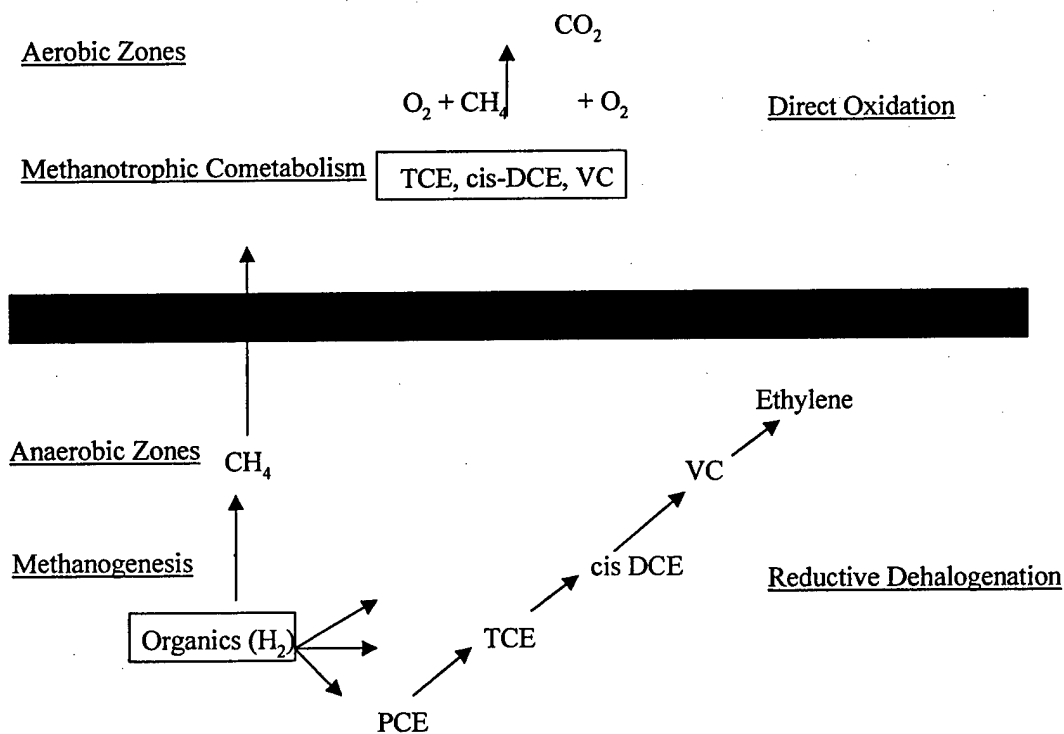 CO₂
Aerobic Zones
O₂ + CH₄ + O₂ Direct Oxidation
Methanotrophic Cometabolism TCE, cis-DCE, VC
Ethylene
Anaerobic Zones CH₄ VC
Methanogenesis cis DCE Reductive Dehalogenation
Organics (H₂) TCE
PCE